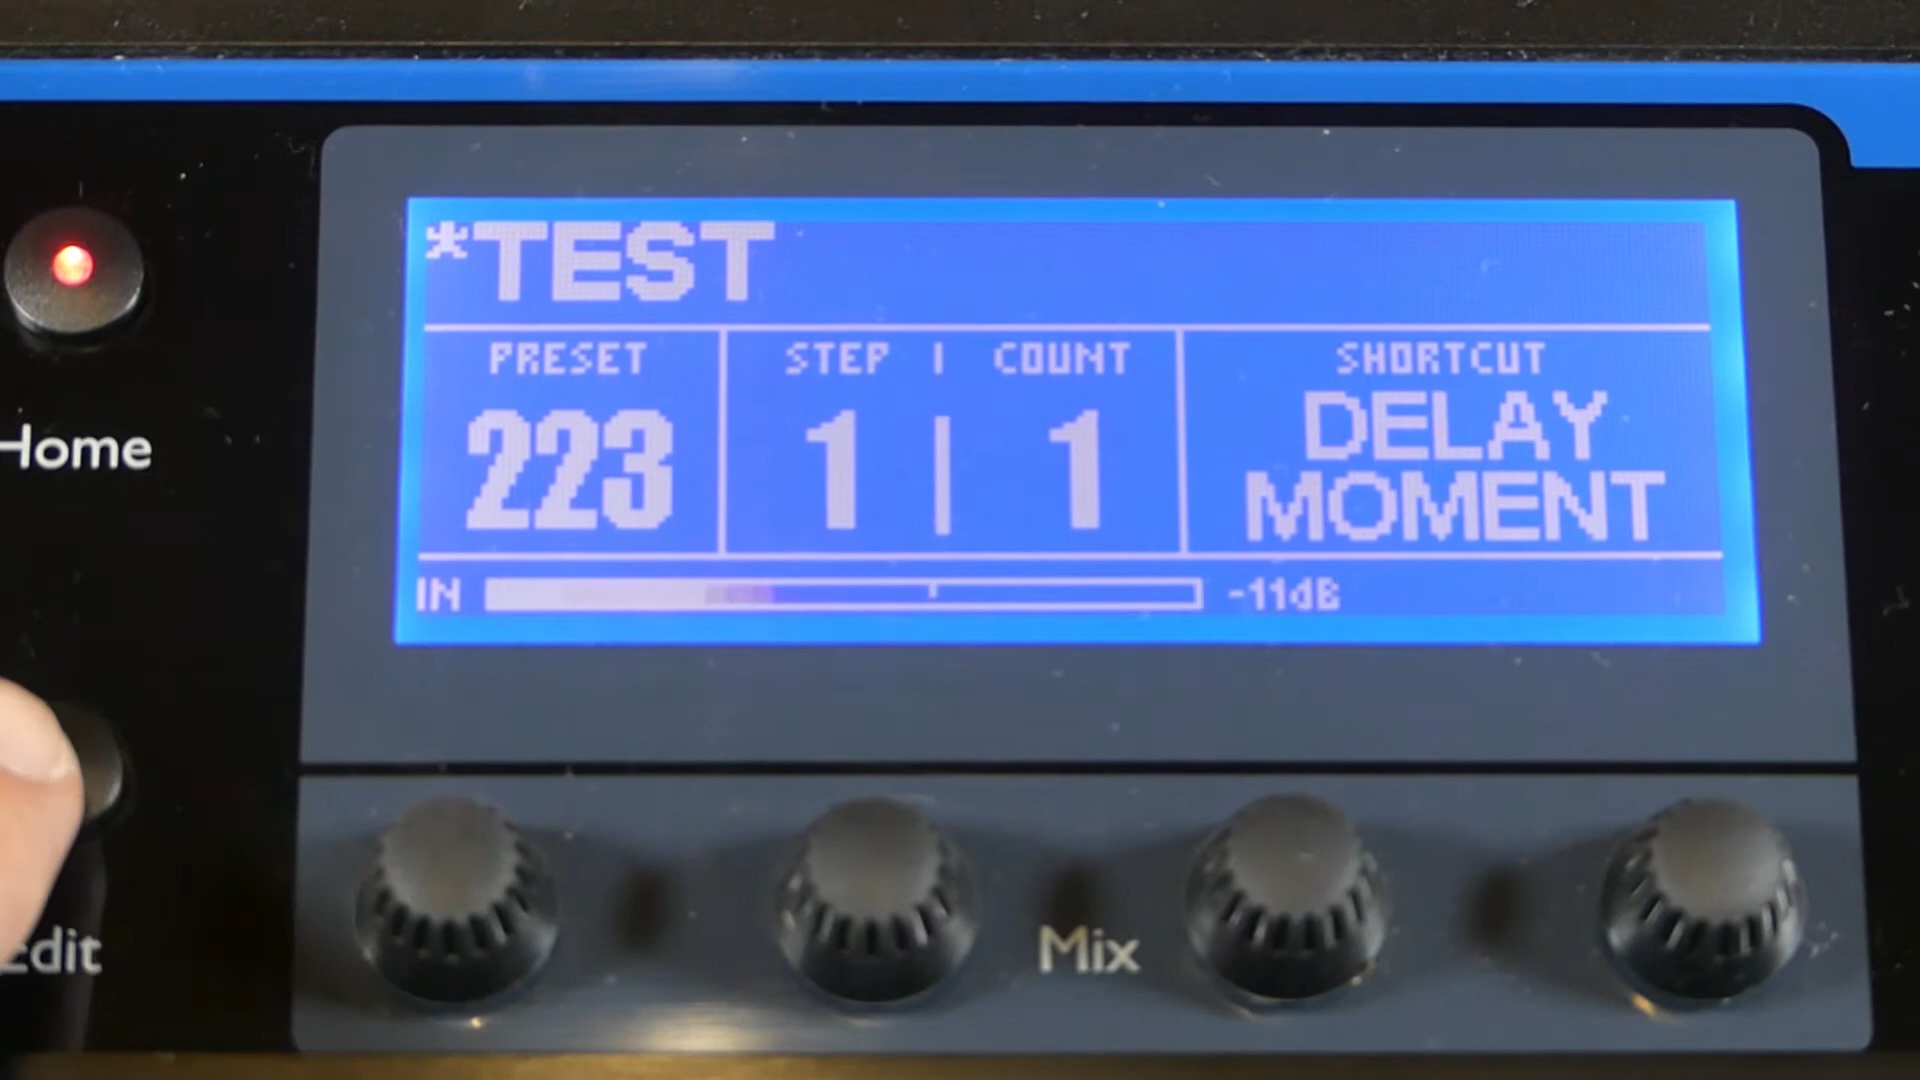 *TEST
PRESET
223
STEP | COUNT
1 | 1
SHORTCUT
DELAY
MOMENT
IN -11dB
Home
Edit
Mix